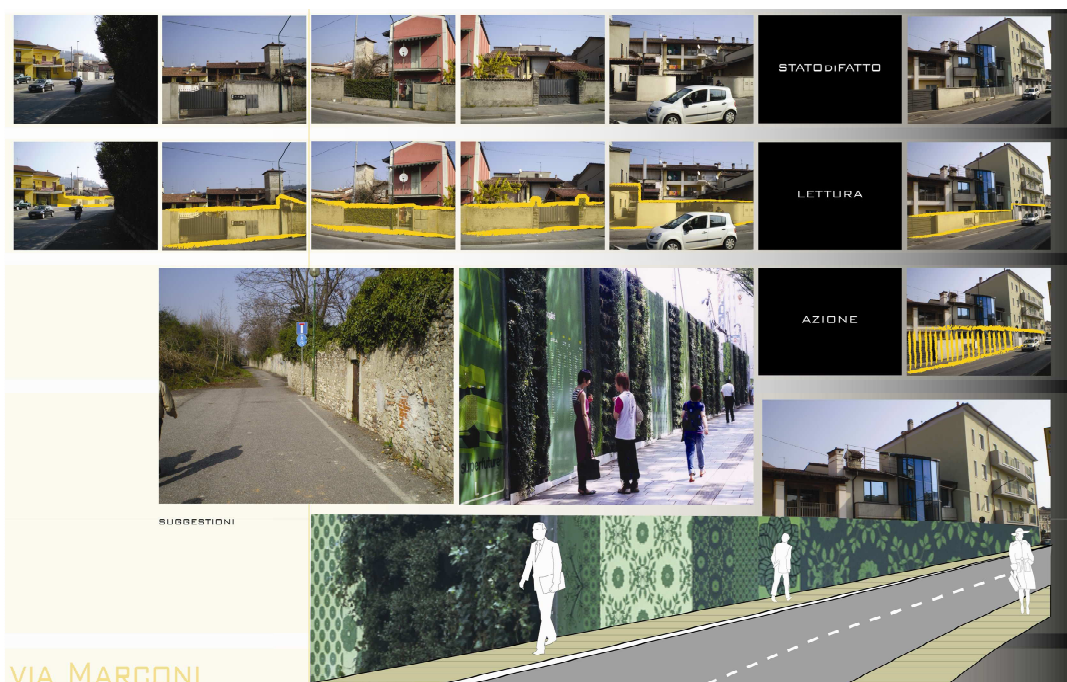 STATODIFATTO
LETTURA
AZIONE
SUGGESTIONI
VIA MARCONI